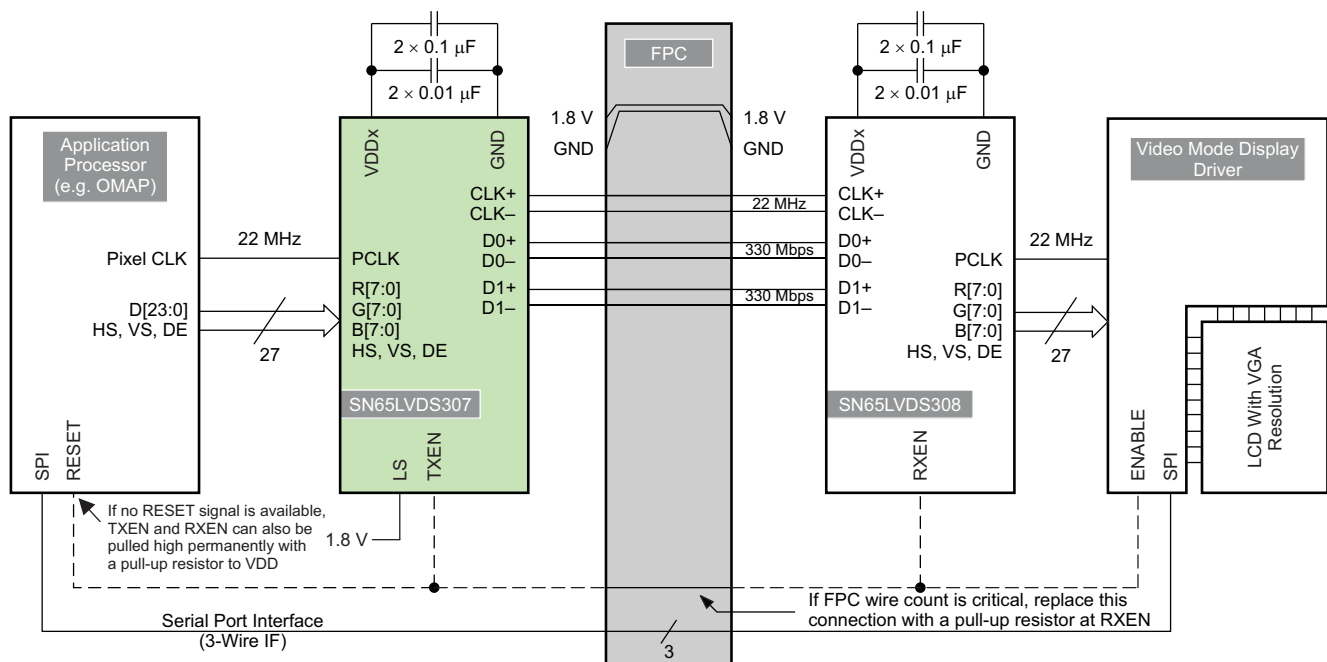 2 × 0.1 μF
2 × 0.01 μF
VDDx
GND
FPC
1.8 V
GND
1.8 V
GND
2 × 0.1 μF
2 × 0.01 μF
VDDx
GND
Application
Processor
(e.g. OMAP)
Pixel CLK
D[23:0]
HS, VS, DE
SPI
RESET
22 MHz
27
PCLK
R[7:0]
G[7:0]
B[7:0]
HS, VS, DE
CLK+
CLK–
D0+
D0–
D1+
D1–
SN65LVDS307
LS
TXEN
22 MHz
330 Mbps
330 Mbps
CLK+
CLK–
D0+
D0–
D1+
D1–
PCLK
R[7:0]
G[7:0]
B[7:0]
HS, VS, DE
SN65LVDS308
RXEN
22 MHz
27
Video Mode Display
Driver
ENABLE
SPI
LCD With VGA
Resolution
If no RESET signal is available,
TXEN and RXEN can also be
pulled high permanently with
a pull-up resistor to VDD
1.8 V
If FPC wire count is critical, replace this
connection with a pull-up resistor at RXEN
Serial Port Interface
(3-Wire IF)
3